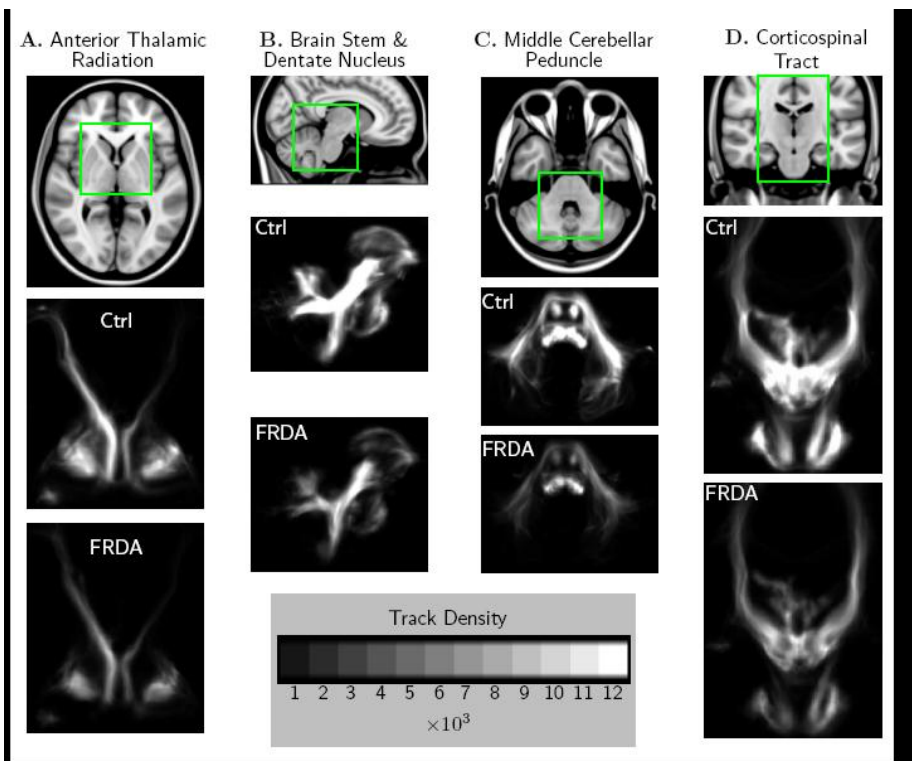 A. Anterior Thalamic
Radiation
B. Brain Stem &
Dentate Nucleus
C. Middle Cerebellar
Peduncle
D. Corticospinal
Tract
Ctrl
FRDA
Ctrl
FRDA
Ctrl
FRDA
Ctrl
FRDA
Track Density
1 2 3 4 5 6 7 8 9 10 11 12
×10³